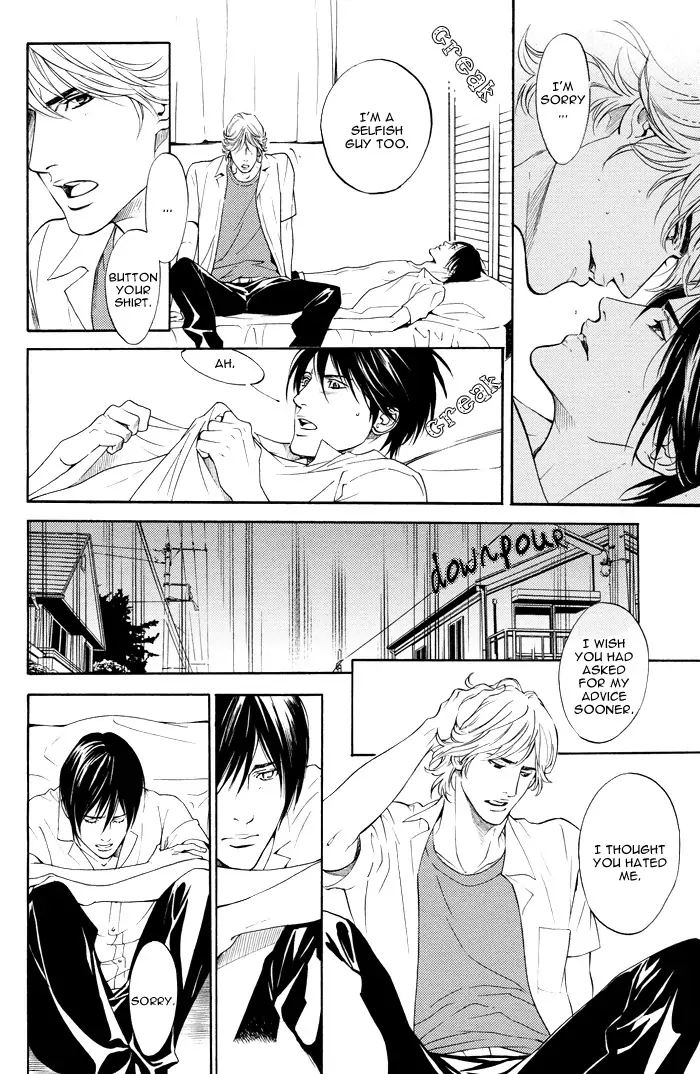 I'M
SORRY
...
creak
I'M A
SELFISH
GUY TOO.
...
BUTTON
YOUR
SHIRT.
AH.
creak
downpour
I WISH
YOU HAD
ASKED
FOR MY
ADVICE
SOONER.
I THOUGHT
YOU HATED
ME.
SORRY.